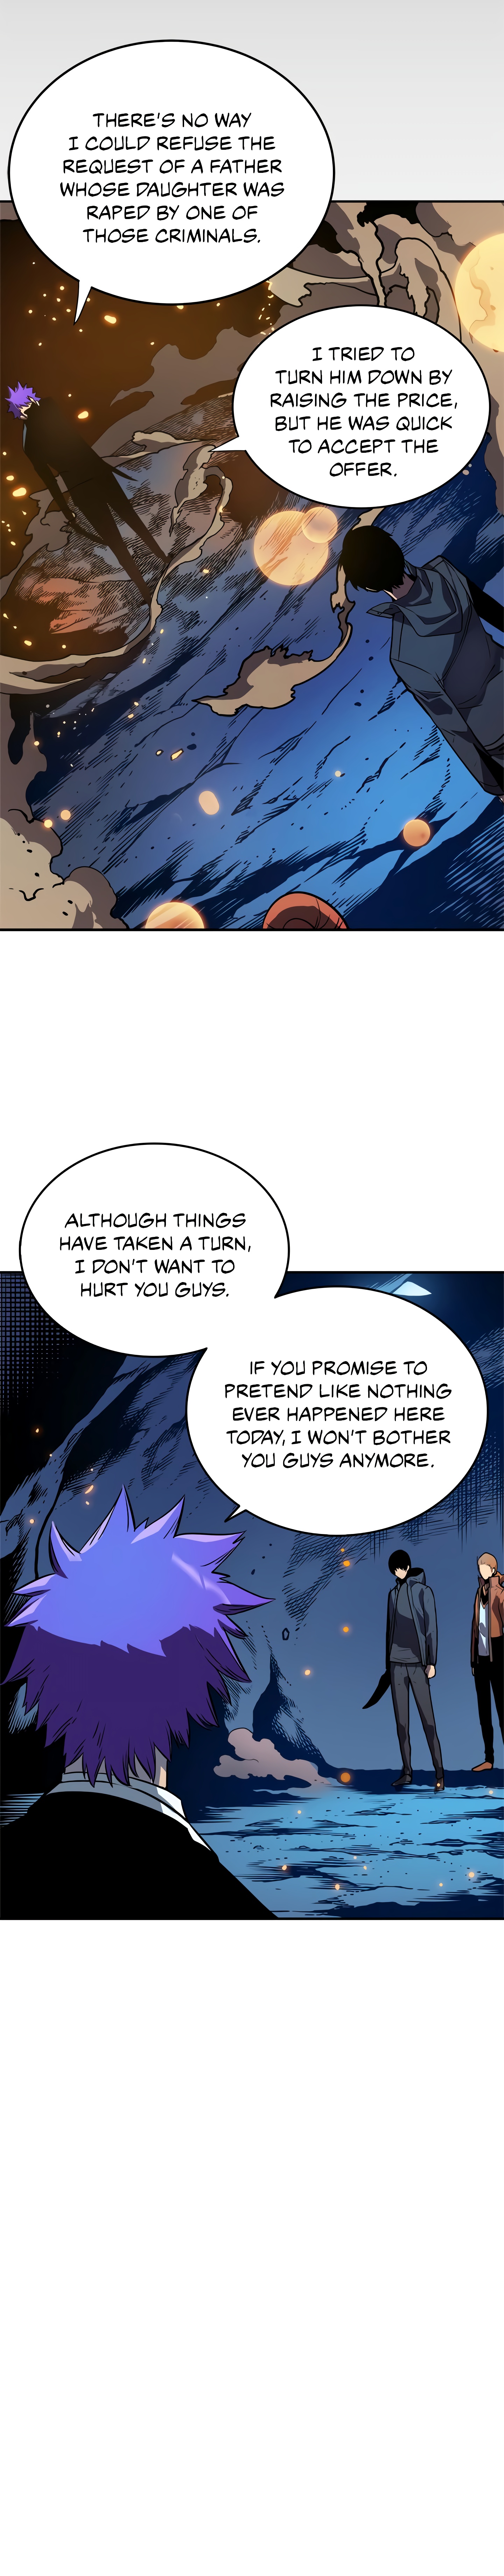 THERE'S NO WAY
I COULD REFUSE THE
REQUEST OF A FATHER
WHOSE DAUGHTER WAS
RAPED BY ONE OF
THOSE CRIMINALS.
I TRIED TO
TURN HIM DOWN BY
RAISING THE PRICE,
BUT HE WAS QUICK
TO ACCEPT THE
OFFER.
ALTHOUGH THINGS
HAVE TAKEN A TURN,
I DON'T WANT TO
HURT YOU GUYS.
IF YOU PROMISE TO
PRETEND LIKE NOTHING
EVER HAPPENED HERE
TODAY, I WON'T BOTHER
YOU GUYS ANYMORE.